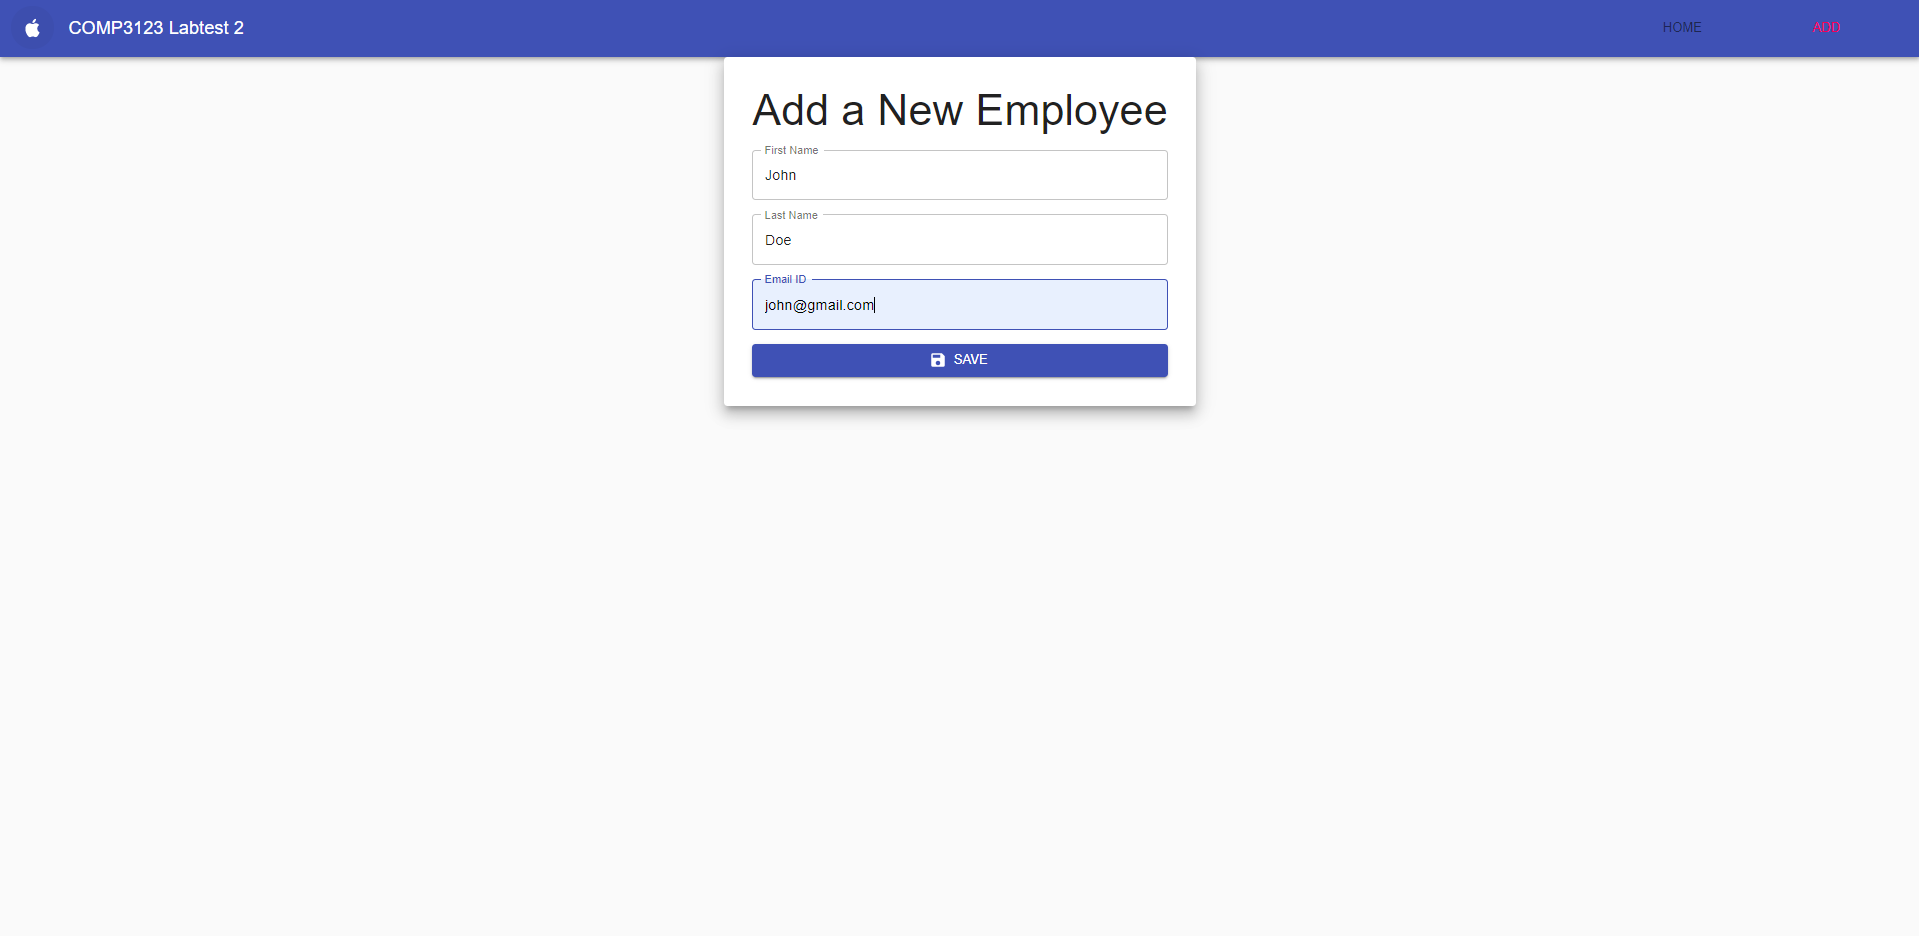 COMP3123 Labtest 2
HOME
ADD
Add a New Employee
First Name
John
Last Name
Doe
Email ID
john@gmail.com
SAVE